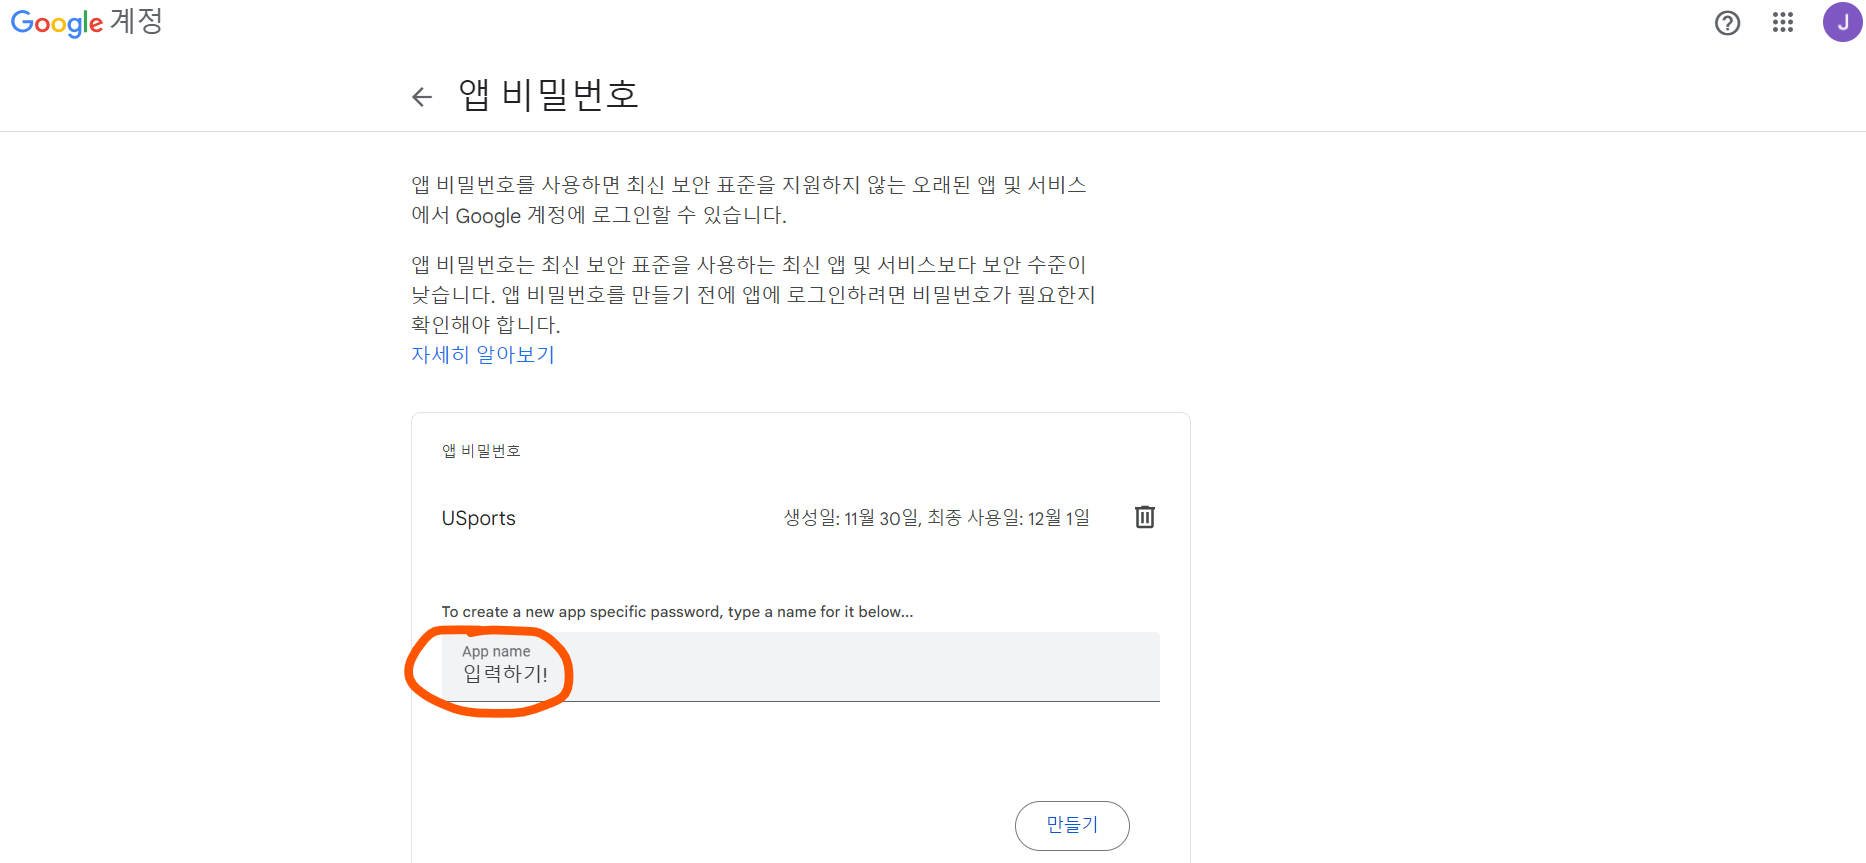 Google 계정
J
앱 비밀번호
앱 비밀번호를 사용하면 최신 보안 표준을 지원하지 않는 오래된 앱 및 서비스
에서 Google 계정에 로그인할 수 있습니다.
앱 비밀번호는 최신 보안 표준을 사용하는 최신 앱 및 서비스보다 보안 수준이
낮습니다. 앱 비밀번호를 만들기 전에 앱에 로그인하려면 비밀번호가 필요한지
확인해야 합니다.
자세히 알아보기
앱 비밀번호
USports 생성일: 11월 30일, 최종 사용일: 12월 1일
To create a new app specific password, type a name for it below...
App name
입력하기!
만들기